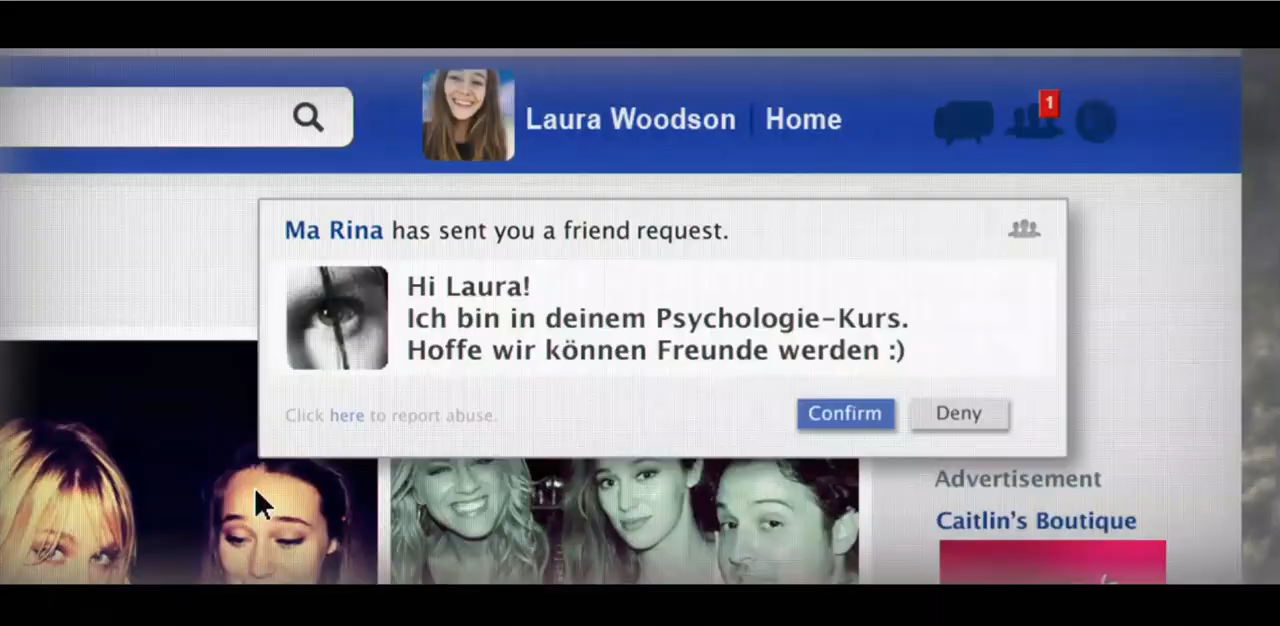 Laura Woodson Home
1
Ma Rina has sent you a friend request.
Hi Laura!
Ich bin in deinem Psychologie-Kurs.
Hoffe wir können Freunde werden :)
Click here to report abuse.
Confirm Deny
Advertisement
Caitlin's Boutique